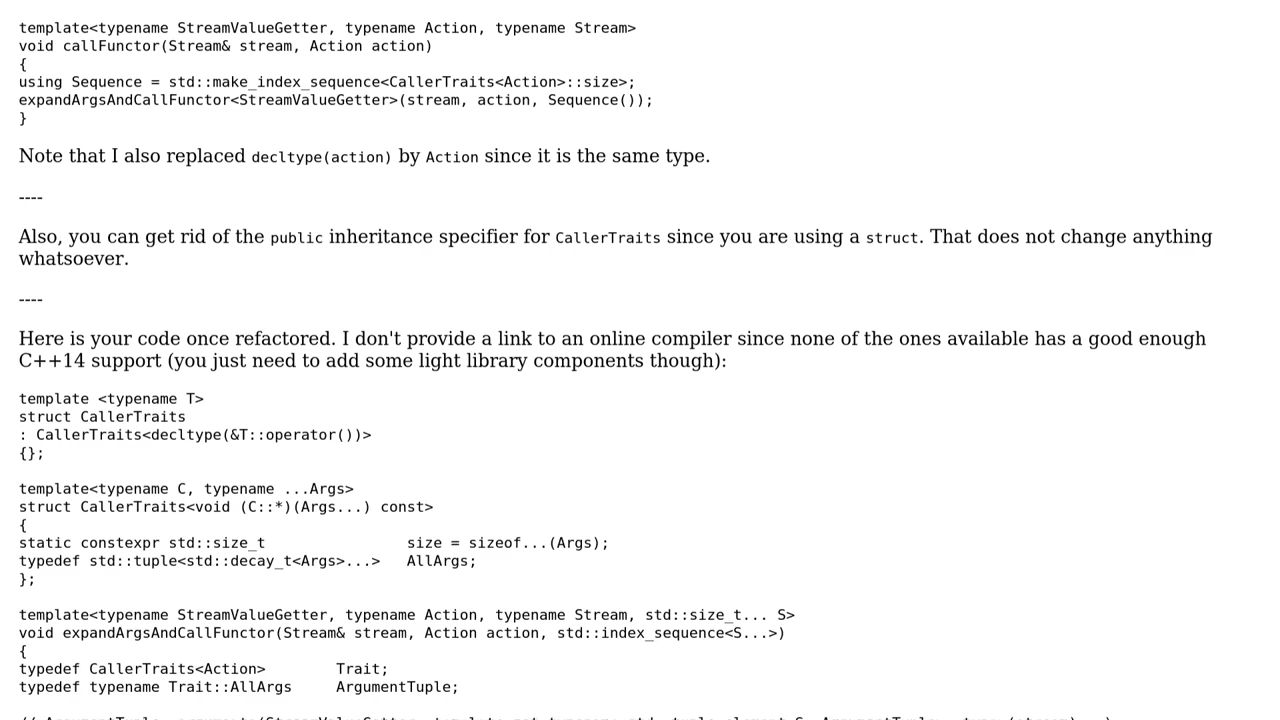 template<typename StreamValueGetter, typename Action, typename Stream>
void callFunctor(Stream& stream, Action action)
{
using Sequence = std::make_index_sequence<CallerTraits<Action>::size>;
expandArgsAndCallFunctor<StreamValueGetter>(stream, action, Sequence());
}
Note that I also replaced decltype(action) by Action since it is the same type.
----
Also, you can get rid of the public inheritance specifier for CallerTraits since you are using a struct. That does not change anything
whatsoever.
----
Here is your code once refactored. I don't provide a link to an online compiler since none of the ones available has a good enough
C++14 support (you just need to add some light library components though):
template <typename T>
struct CallerTraits
: CallerTraits<decltype(&T::operator())>
{};
template<typename C, typename ...Args>
struct CallerTraits<void (C::*)(Args...) const>
{
static constexpr std::size_t                size = sizeof...(Args);
typedef std::tuple<std::decay_t<Args>...>   AllArgs;
};
template<typename StreamValueGetter, typename Action, typename Stream, std::size_t... S>
void expandArgsAndCallFunctor(Stream& stream, Action action, std::index_sequence<S...>)
{
typedef CallerTraits<Action>        Trait;
typedef typename Trait::AllArgs     ArgumentTuple;